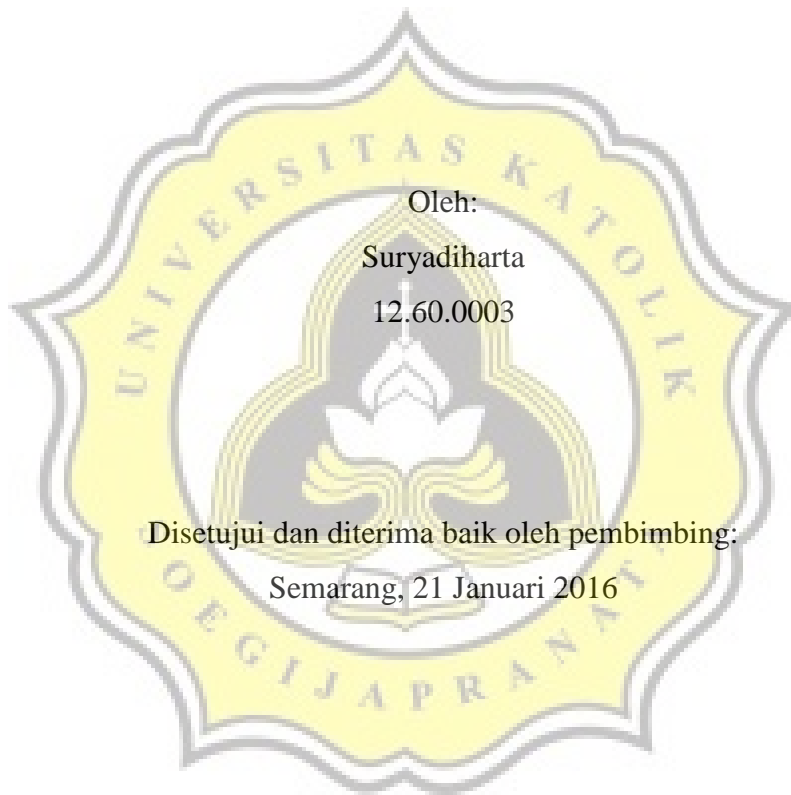 UNIVERSITAS KATOLIK
Oleh:
Suryadiharta
12.60.0003
Disetujui dan diterima baik oleh pembimbing:
Semarang, 21 Januari 2016
SOEGIJAPRANATA